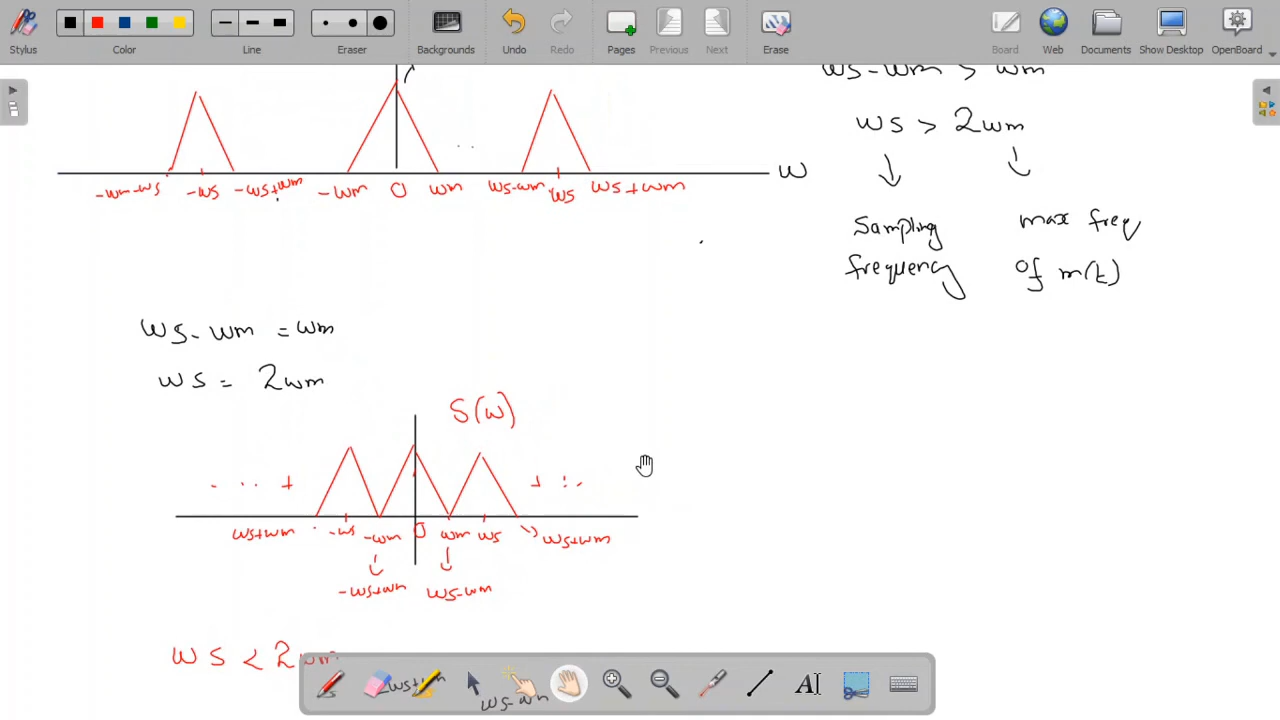 Stylus
Color
Line
Eraser
Backgrounds
Undo
Redo
Pages
Previous
Next
Erase
Board
Web
Documents
Show Desktop
OpenBoard
ws-wm > wm
ws > 2wm
-wm-ws -ws -ws+wm -wm 0 wm ws-wm ws ws+wm w
Sampling
frequency
max freq
of m(t)
ws-wm = wm
ws = 2wm
S(w)
... + + ...
ws+wm -ws -wm 0 wm ws ws+wm
-ws+wm ws-wm
ws < 2wm
ws-wm